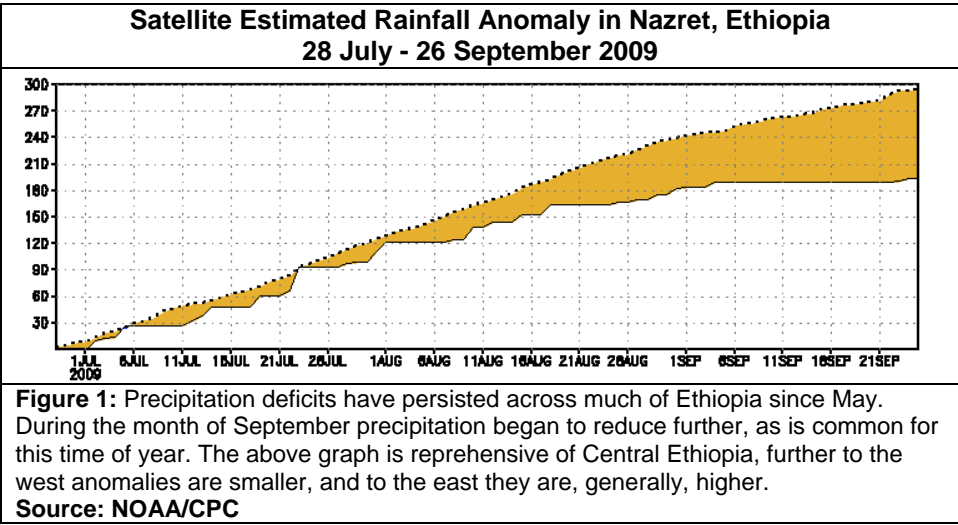 Satellite Estimated Rainfall Anomaly in Nazret, Ethiopia
28 July - 26 September 2009
300
270
240
210
180
150
120
90
60
30
1JUL 6JUL 11JUL 16JUL 21JUL 26JUL 1AUG 6AUG 11AUG 16AUG 21AUG 26AUG 1SEP 6SEP 11SEP 16SEP 21SEP
2009
Figure 1: Precipitation deficits have persisted across much of Ethiopia since May.
During the month of September precipitation began to reduce further, as is common for
this time of year. The above graph is reprehensive of Central Ethiopia, further to the
west anomalies are smaller, and to the east they are, generally, higher.
Source: NOAA/CPC